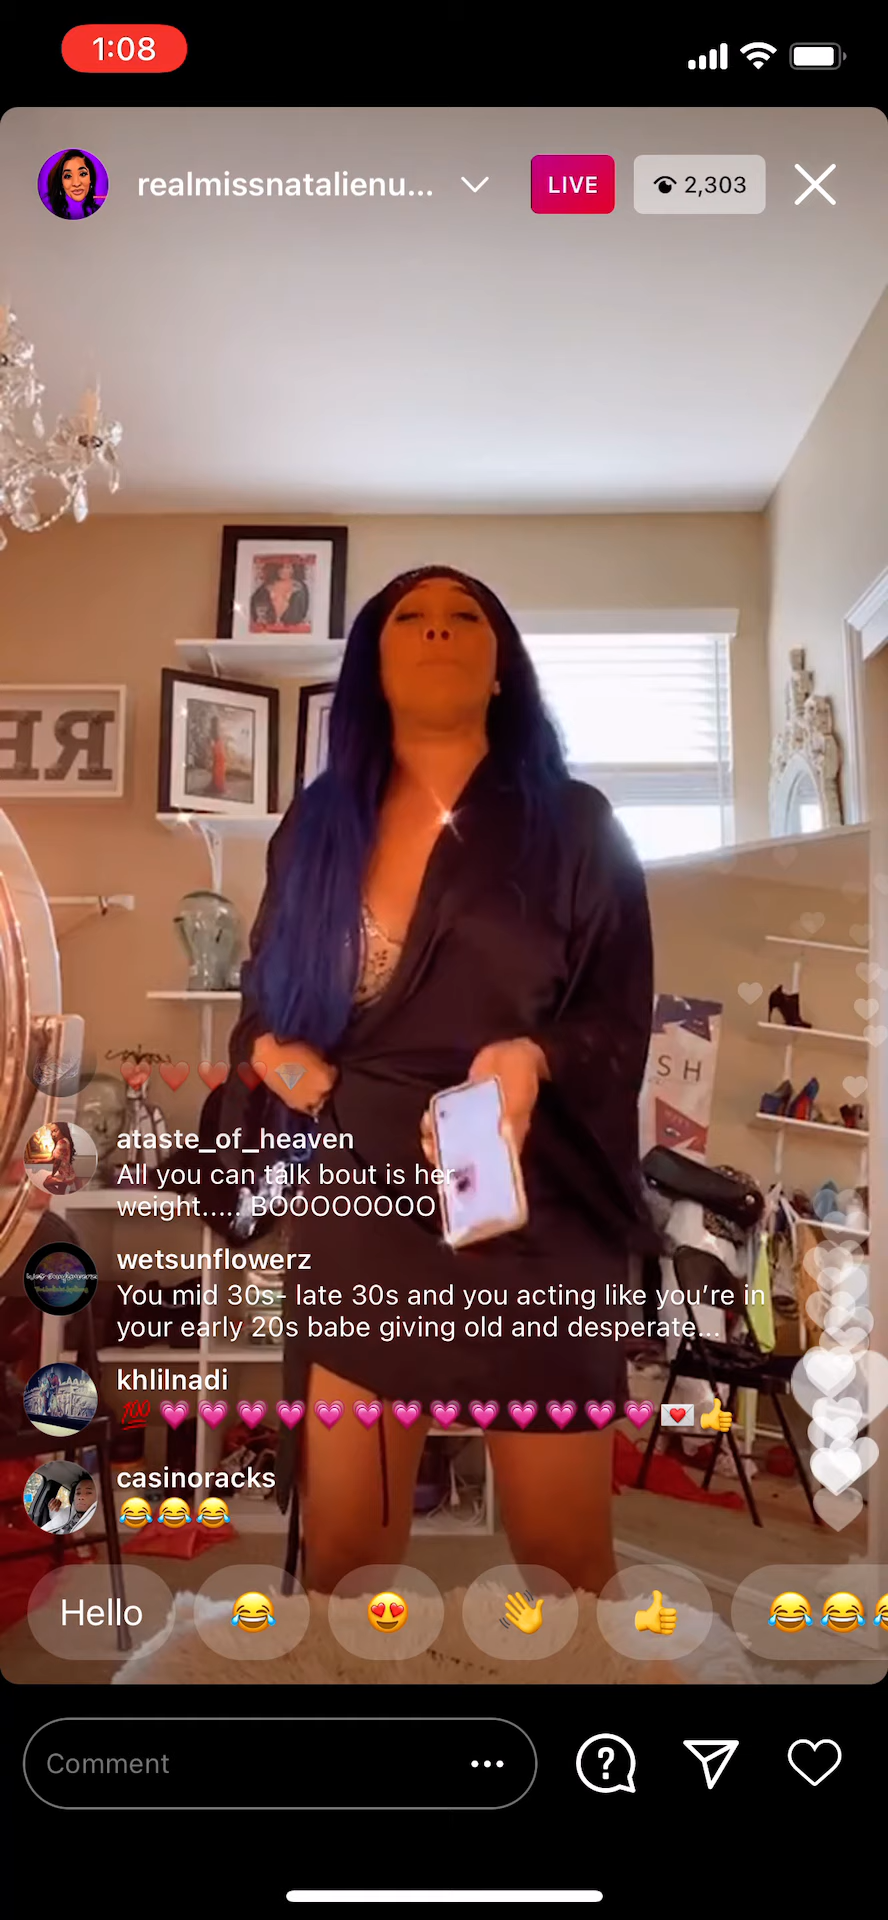 1:08
realmissnatalienu...
LIVE
2,303
RE
SH
ataste_of_heaven
All you can talk bout is her
weight..... BOOOOOOOO
wetsunflowerz
You mid 30s- late 30s and you acting like you’re in
your early 20s babe giving old and desperate...
khlilnadi
💯💗💗💗💗💗💗💗💗💗💗💗💗💗💌👍
casinoracks
😂😂😂
Hello 😂 😍 👋 👍 😂😂
Comment